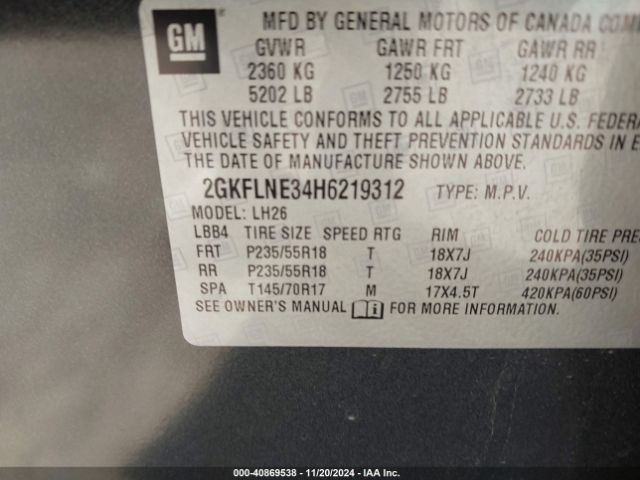 GM
MFD BY GENERAL MOTORS OF CANADA
GVWR GAWR FRT GAWR RR
2360 KG 1250 KG 1240 KG
5202 LB 2755 LB 2733 LB
THIS VEHICLE CONFORMS TO ALL APPLICABLE U.S. FEDERA
VEHICLE SAFETY AND THEFT PREVENTION STANDARDS IN E
THE DATE OF MANUFACTURE SHOWN ABOVE.
2GKFLNE34H6219312 TYPE: M.P.V.
MODEL: LH26
LBB4 TIRE SIZE SPEED RTG RIM COLD TIRE PRE
FRT P235/55R18 T 18X7J 240KPA(35PSI)
RR P235/55R18 T 18X7J 240KPA(35PSI)
SPA T145/70R17 M 17X4.5T 420KPA(60PSI)
SEE OWNER'S MANUAL FOR MORE INFORMATION.
000-40869538 - 11/20/2024 - IAA Inc.